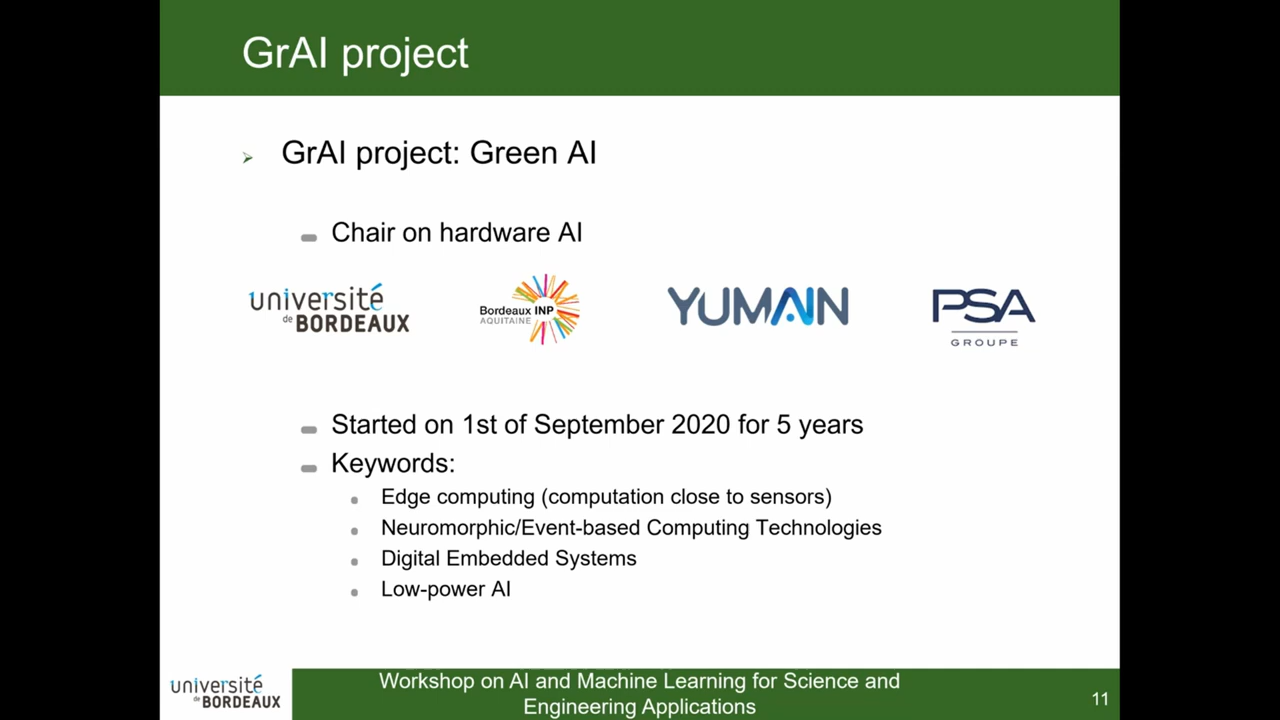 GrAI project
GrAI project: Green AI
Chair on hardware AI
université
de BORDEAUX
Bordeaux INP
AQUITAINE
YUMAIN
PSA
GROUPE
Started on 1st of September 2020 for 5 years
Keywords:
Edge computing (computation close to sensors)
Neuromorphic/Event-based Computing Technologies
Digital Embedded Systems
Low-power AI
université
de BORDEAUX
Workshop on AI and Machine Learning for Science and
Engineering Applications
11